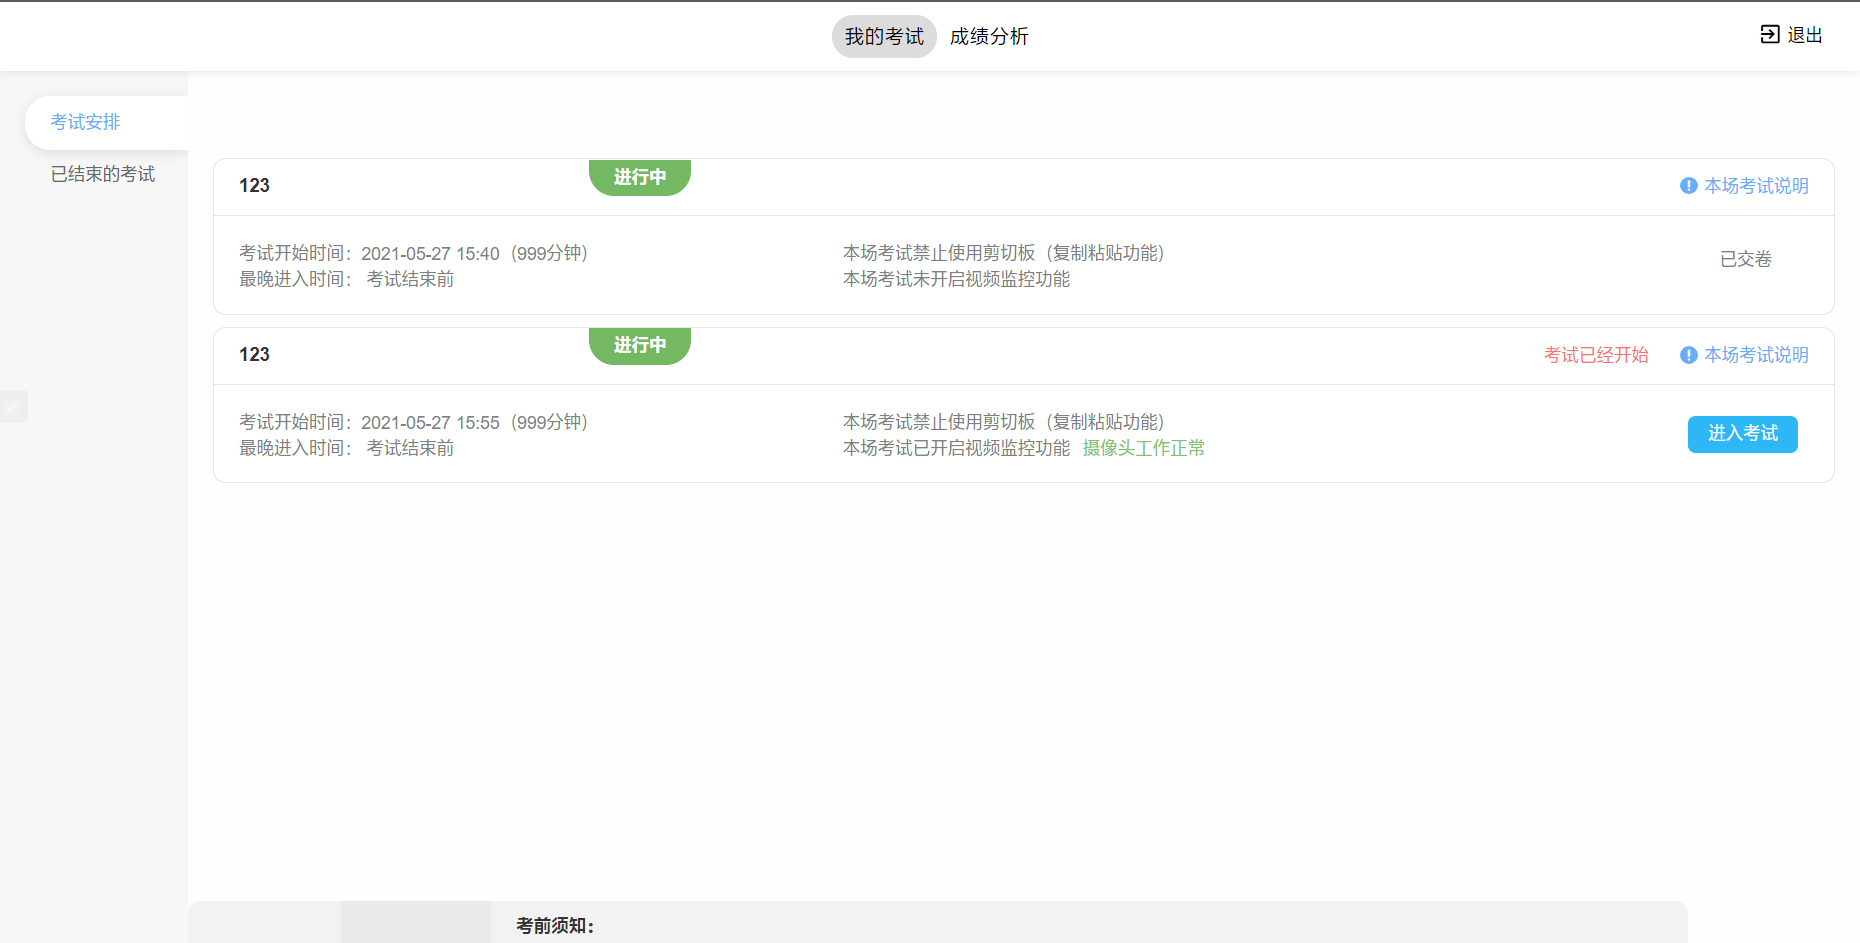 我的考试 成绩分析 退出
考试安排
已结束的考试
123 进行中 本场考试说明
考试开始时间：2021-05-27 15:40（999分钟） 本场考试禁止使用剪切板（复制粘贴功能）
已交卷
最晚进入时间： 考试结束前 本场考试未开启视频监控功能
123 进行中 考试已经开始 本场考试说明
考试开始时间：2021-05-27 15:55（999分钟） 本场考试禁止使用剪切板（复制粘贴功能）
进入考试
最晚进入时间： 考试结束前 本场考试已开启视频监控功能 摄像头工作正常
考前须知：